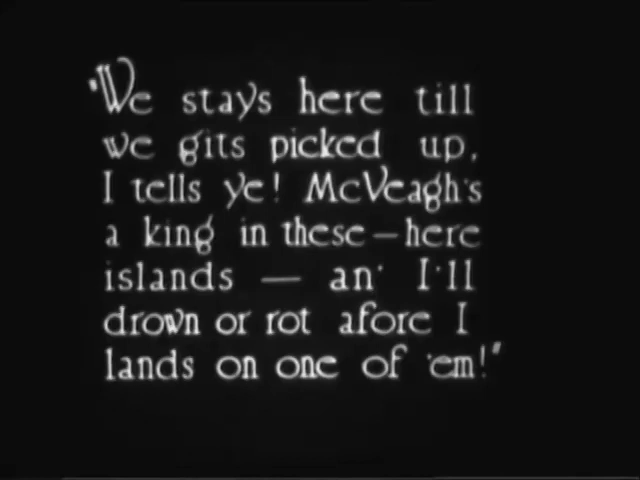 "We stays here till
we gits picked up,
I tells ye! McVeagh's
a king in these-here
islands — an' I'll
drown or rot afore I
lands on one of 'em!"